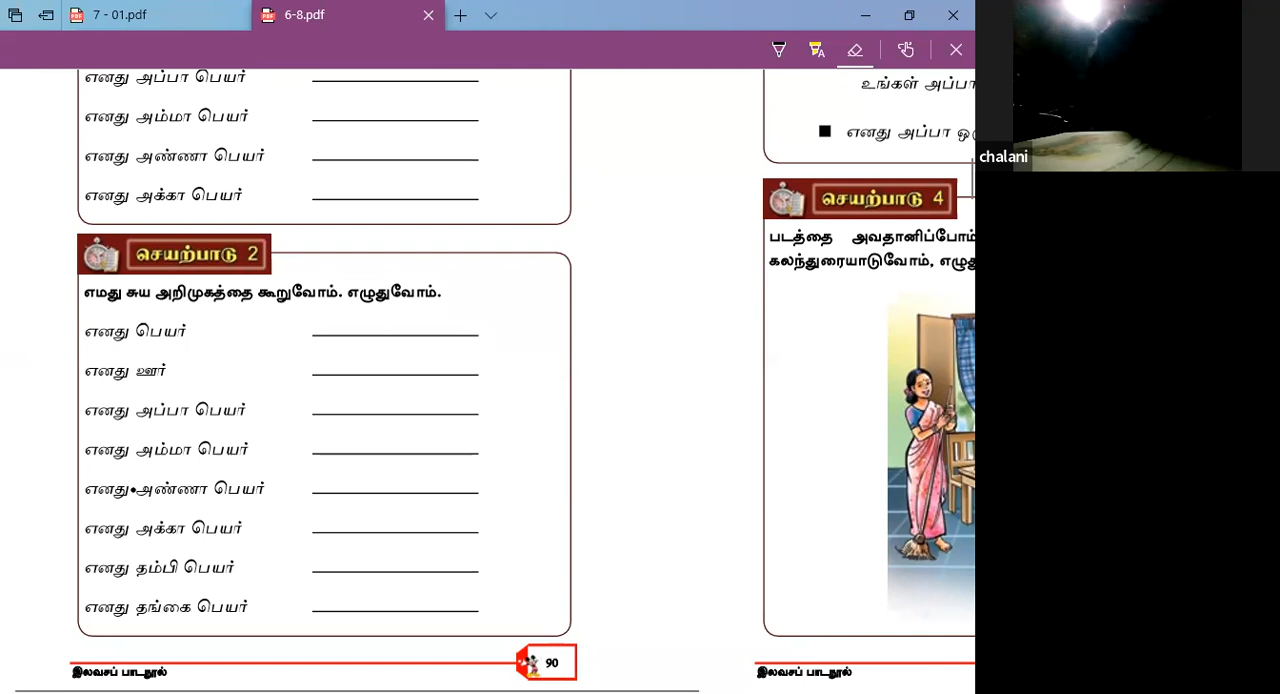 7 - 01.pdf
6-8.pdf
எனது அப்பா பெயர்
எனது அம்மா பெயர்
எனது அண்ணா பெயர்
எனது அக்கா பெயர்
செயற்பாடு 2
எமது சுய அறிமுகத்தை கூறுவோம். எழுதுவோம்.
எனது பெயர்
எனது ஊர்
எனது அப்பா பெயர்
எனது அம்மா பெயர்
எனது அண்ணா பெயர்
எனது அக்கா பெயர்
எனது தம்பி பெயர்
எனது தங்கை பெயர்
இலவசப் பாடநூல்
90
உங்கள் அப்பா
எனது அப்பா
செயற்பாடு 4
படத்தை அவதானிப்போம்
கலந்துரையாடுவோம்,
இலவசப் பாடநூல்
chalani